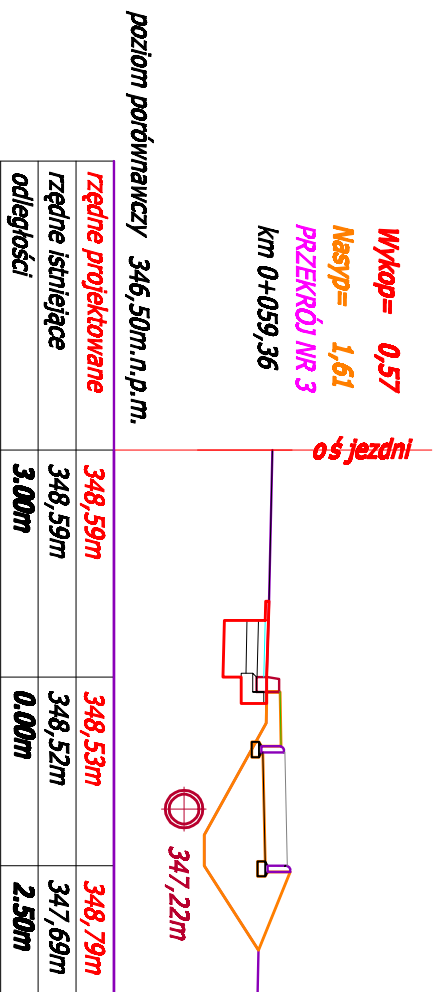 Wykop= 0,57
Nasyp= 1,61
PRZEKRÓJ NR 3
km 0+059,36
oś jezdni
poziom porównawczy 346,50m.n.p.m.
347,22m
rzędne projektowane 348,59m 348,53m 348,79m
rzędne istniejące 348,59m 348,52m 347,69m
odległości 3.00m 0.00m 2.50m